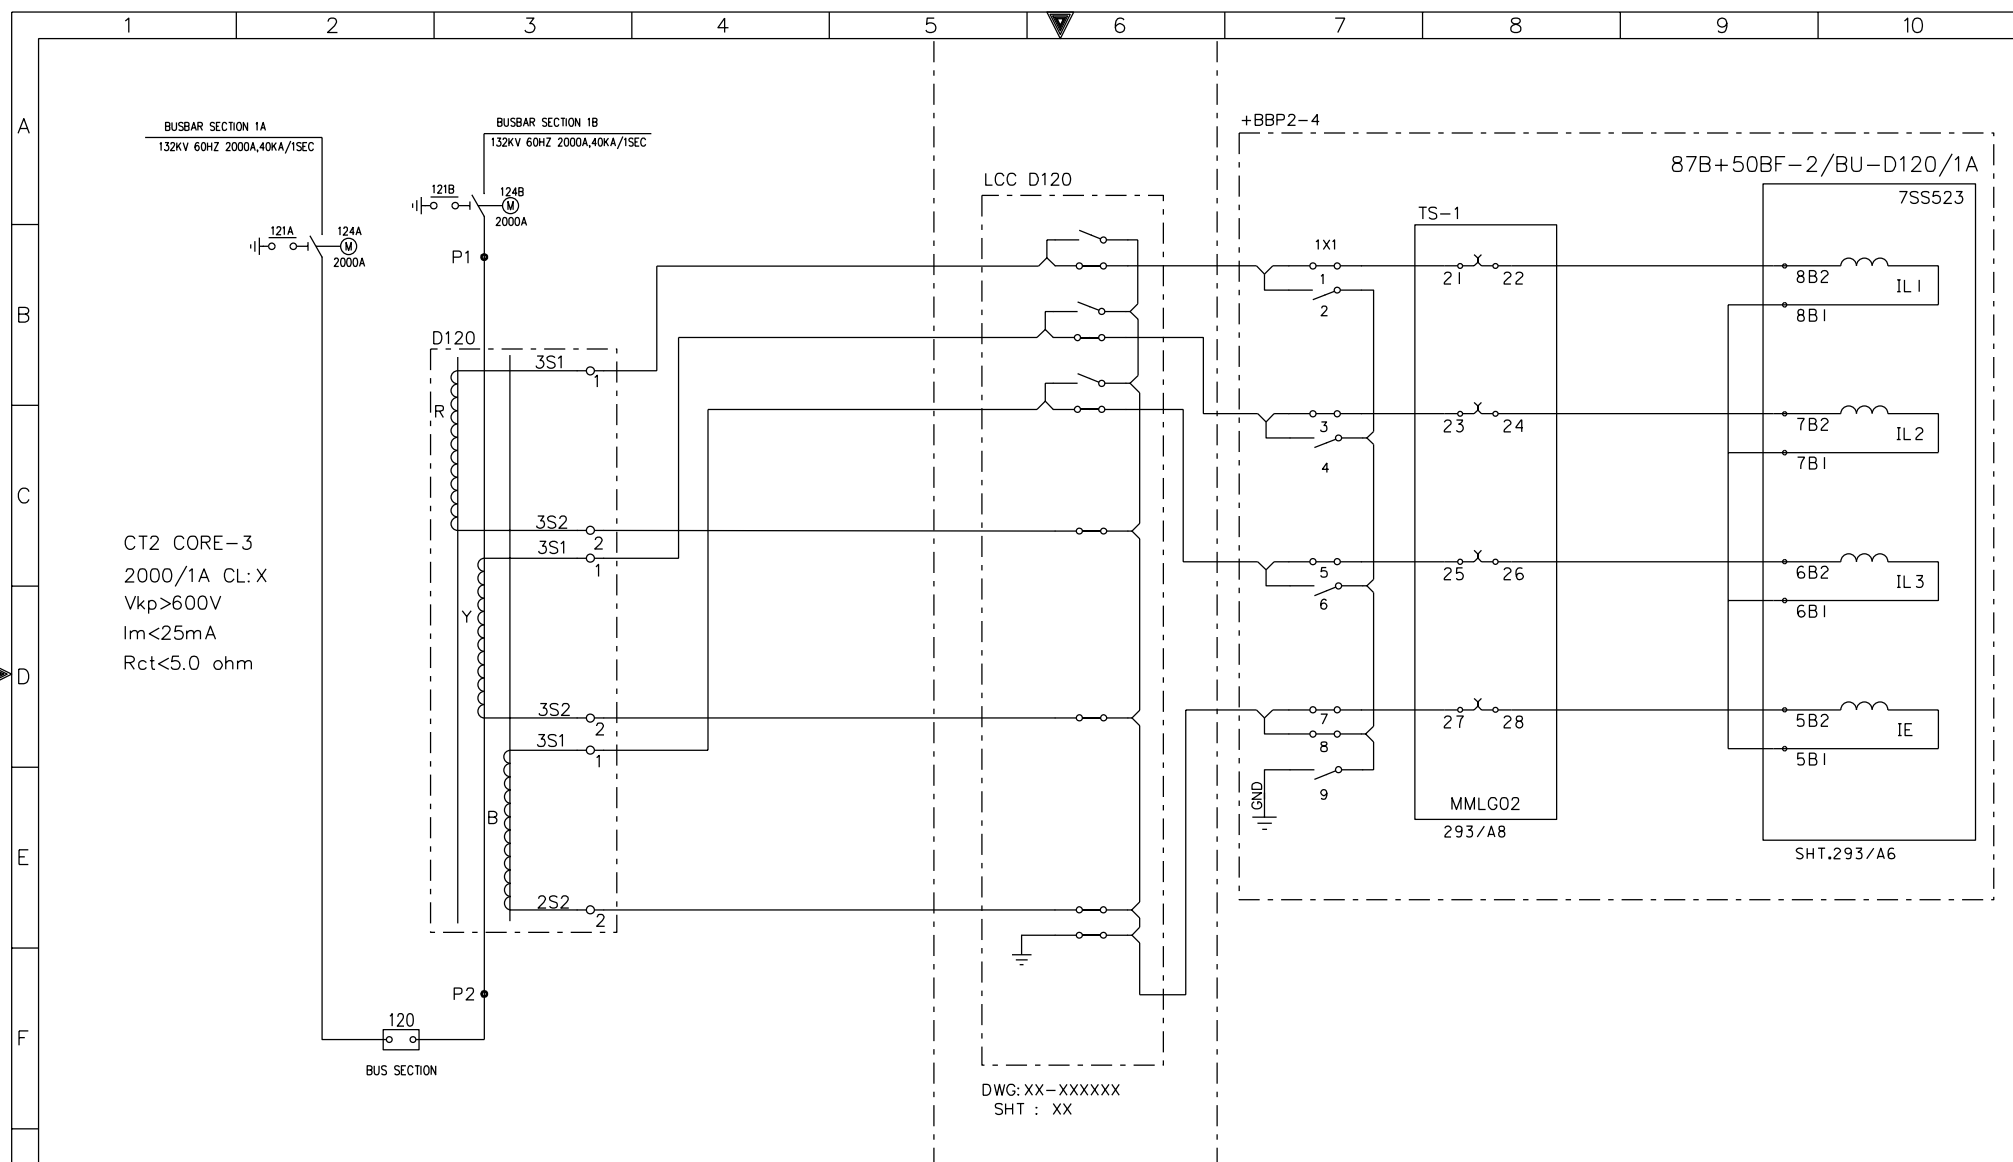 1 2 3 4 5 6 7 8 9 10
A
B
C
D
E
F
BUSBAR SECTION 1A
132KV 60HZ 2000A,40KA/1SEC
BUSBAR SECTION 1B
132KV 60HZ 2000A,40KA/1SEC
121B
124B
M
2000A
121A
124A
M
2000A
P1
D120
3S1
1
R
3S2
2
3S1
1
Y
3S2
2
3S1
1
B
2S2
2
P2
120
BUS SECTION
CT2 CORE-3
2000/1A CL:X
Vkp>600V
Im<25mA
Rct<5.0 ohm
LCC D120
DWG:XX-XXXXXX
SHT : XX
+BBP2-4
87B+50BF-2/BU-D120/1A
7SS523
TS-1
1X1
1
2
3
4
5
6
7
8
9
GND
21 22
23 24
25 26
27 28
MMLG02
293/A8
8B2
IL1
8B1
7B2
IL2
7B1
6B2
IL3
6B1
5B2
IE
5B1
SHT.293/A6